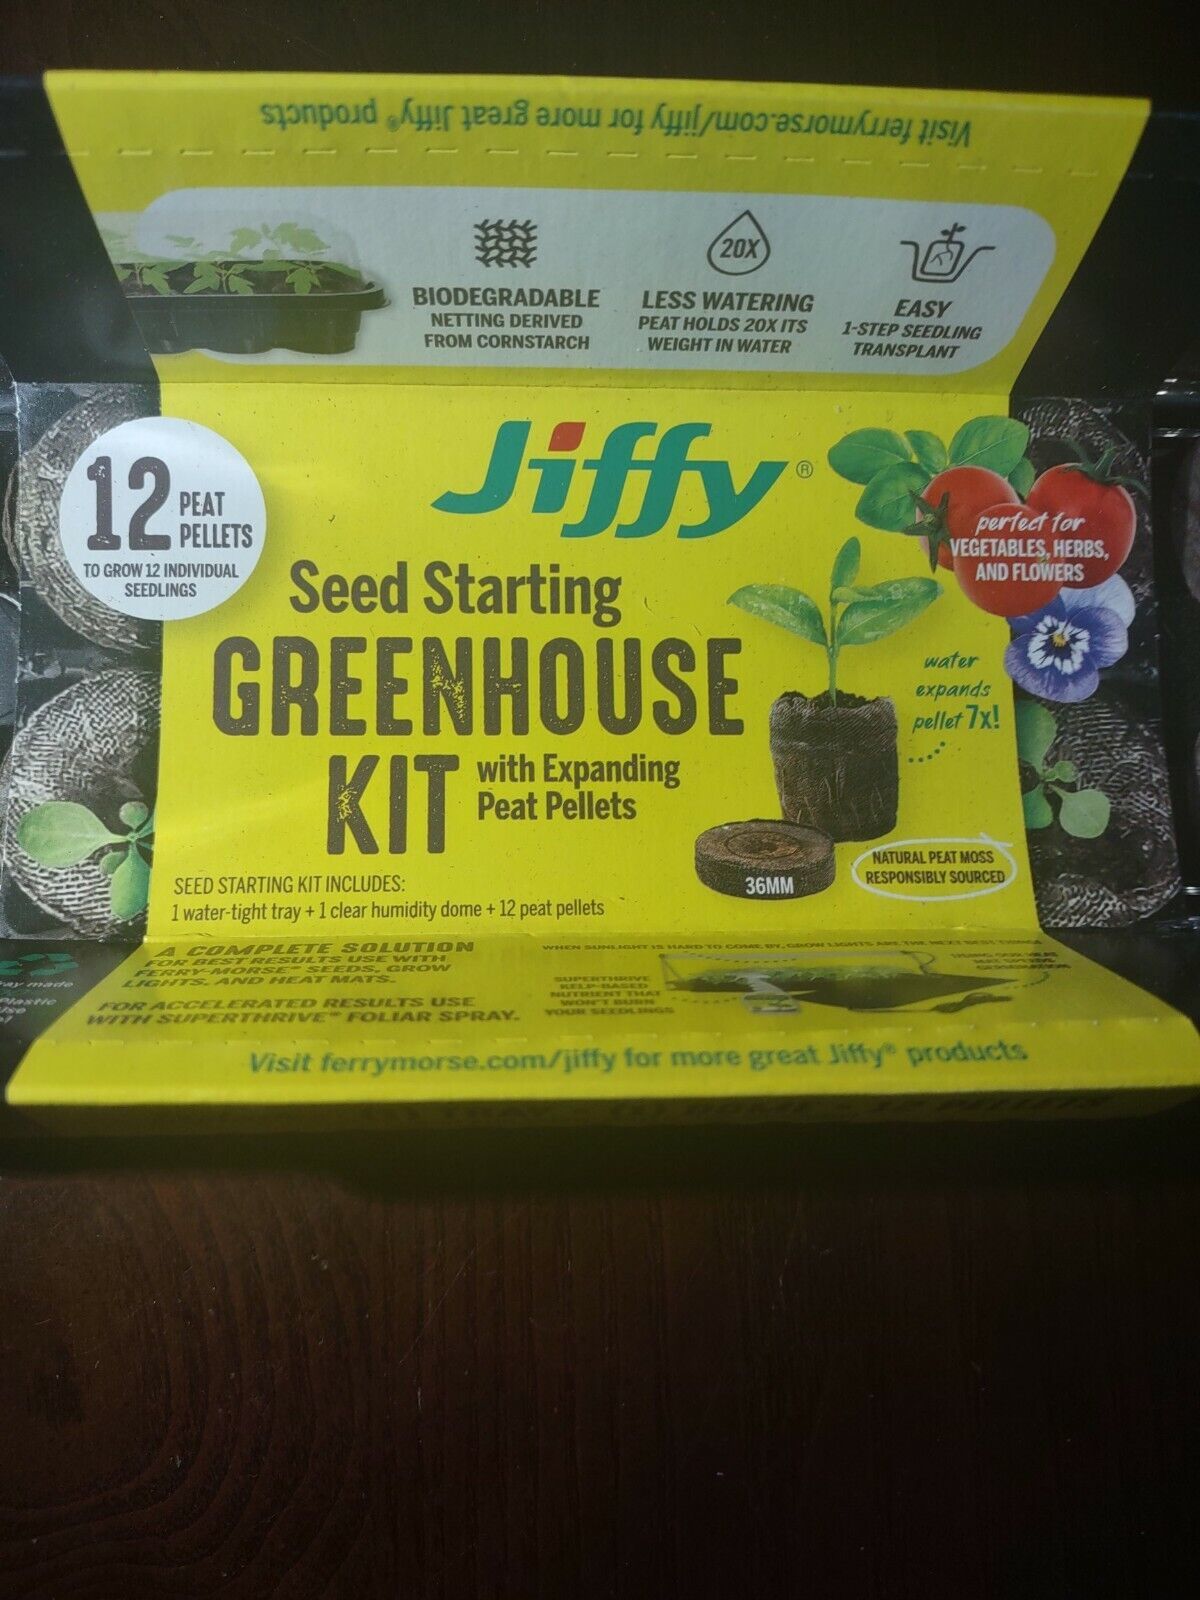 Visit ferrymorse.com/jiffy for more great Jiffy® products
20X
BIODEGRADABLE
NETTING DERIVED
FROM CORNSTARCH
LESS WATERING
PEAT HOLDS 20X ITS
WEIGHT IN WATER
EASY
1-STEP SEEDLING
TRANSPLANT
Jiffy®
12 PEAT
PELLETS
TO GROW 12 INDIVIDUAL
SEEDLINGS
perfect for
VEGETABLES, HERBS,
AND FLOWERS
Seed Starting
GREENHOUSE
KIT with Expanding
Peat Pellets
water
expands
pellet 7x!
36MM
NATURAL PEAT MOSS
RESPONSIBLY SOURCED
SEED STARTING KIT INCLUDES:
1 water-tight tray + 1 clear humidity dome + 12 peat pellets
A COMPLETE SOLUTION
FOR BEST RESULTS USE WITH
FERRY-MORSE® SEEDS, GROW
LIGHTS, AND HEAT MATS.
FOR ACCELERATED RESULTS USE
WITH SUPERTHRIVE® FOLIAR SPRAY.
WHEN SUNLIGHT IS HARD TO COME BY, GROW LIGHTS ARE THE NEXT BEST THING!
SUPERTHRIVE
KELP-BASED
NUTRIENT THAT
WON'T BURN
YOUR SEEDLINGS
GERMINATION
ay made
Plastic
Visit ferrymorse.com/jiffy for more great Jiffy® products